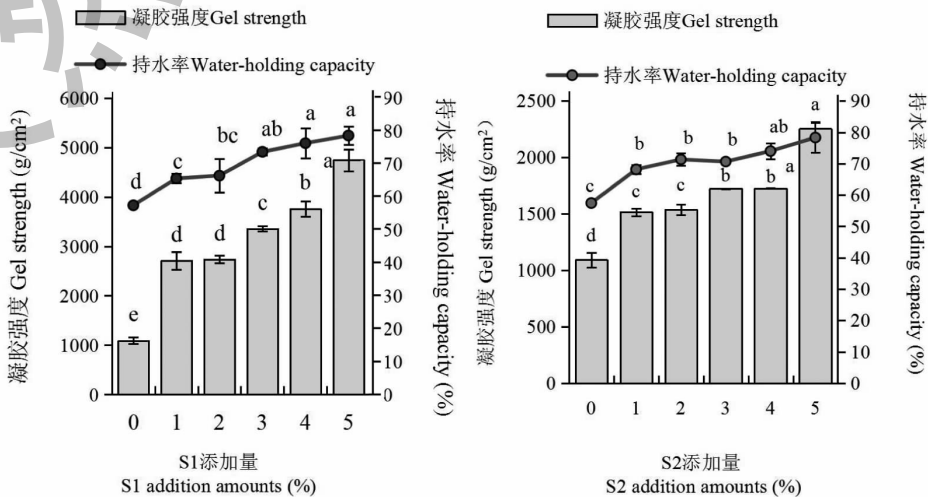 凝胶强度Gel strength
持水率Water-holding capacity
凝胶强度 Gel strength (g/cm²)
6000
5000
4000
3000
2000
1000
0
d
c
bc
ab
a
a
e
d
d
c
b
a
90
80
70
60
50
40
30
20
10
0
持水率 Water-holding capacity (%)
0 1 2 3 4 5
S1添加量
S1 addition amounts (%)
凝胶强度Gel strength
持水率Water-holding capacity
凝胶强度 Gel strength (g/cm²)
2500
2000
1500
1000
500
0
c
b
b
b
ab
a
d
c
c
b
b
a
90
80
70
60
50
40
30
20
10
0
持水率 Water-holding capacity (%)
0 1 2 3 4 5
S2添加量
S2 addition amounts (%)